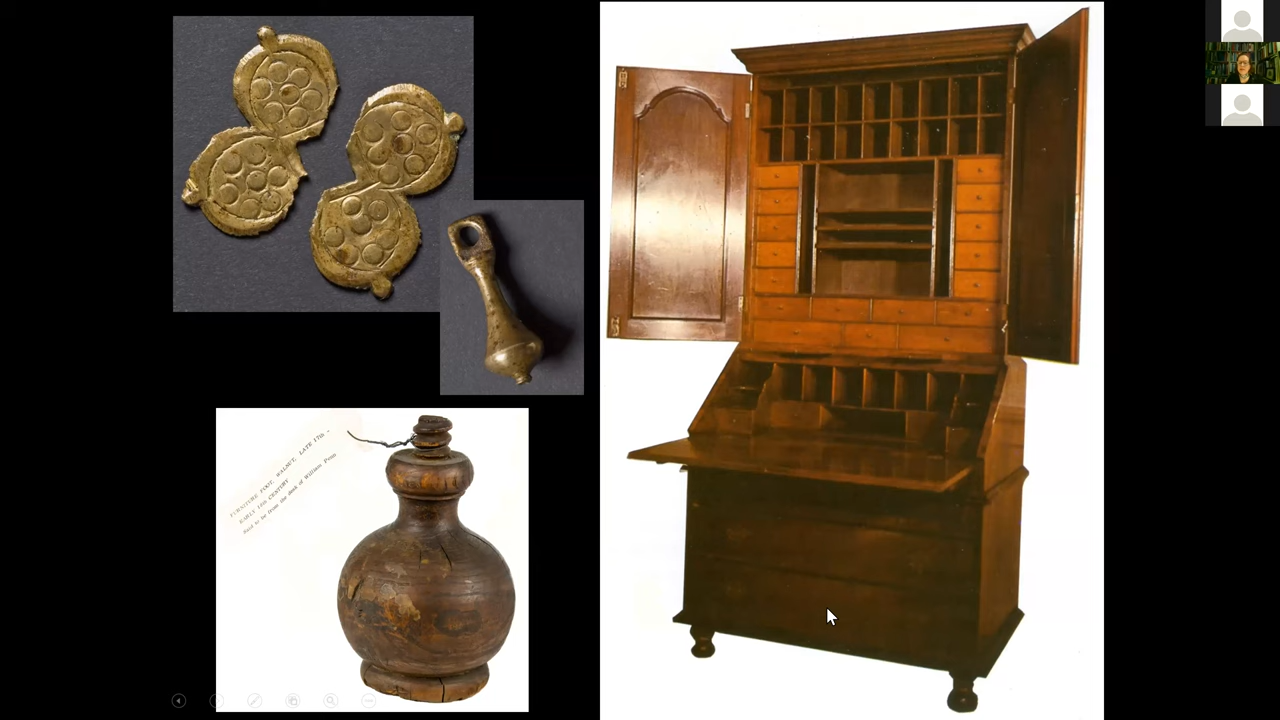 FURNITURE FOOT, WALNUT, LATE 17th -
EARLY 18th CENTURY
Said to be from the desk of William Penn